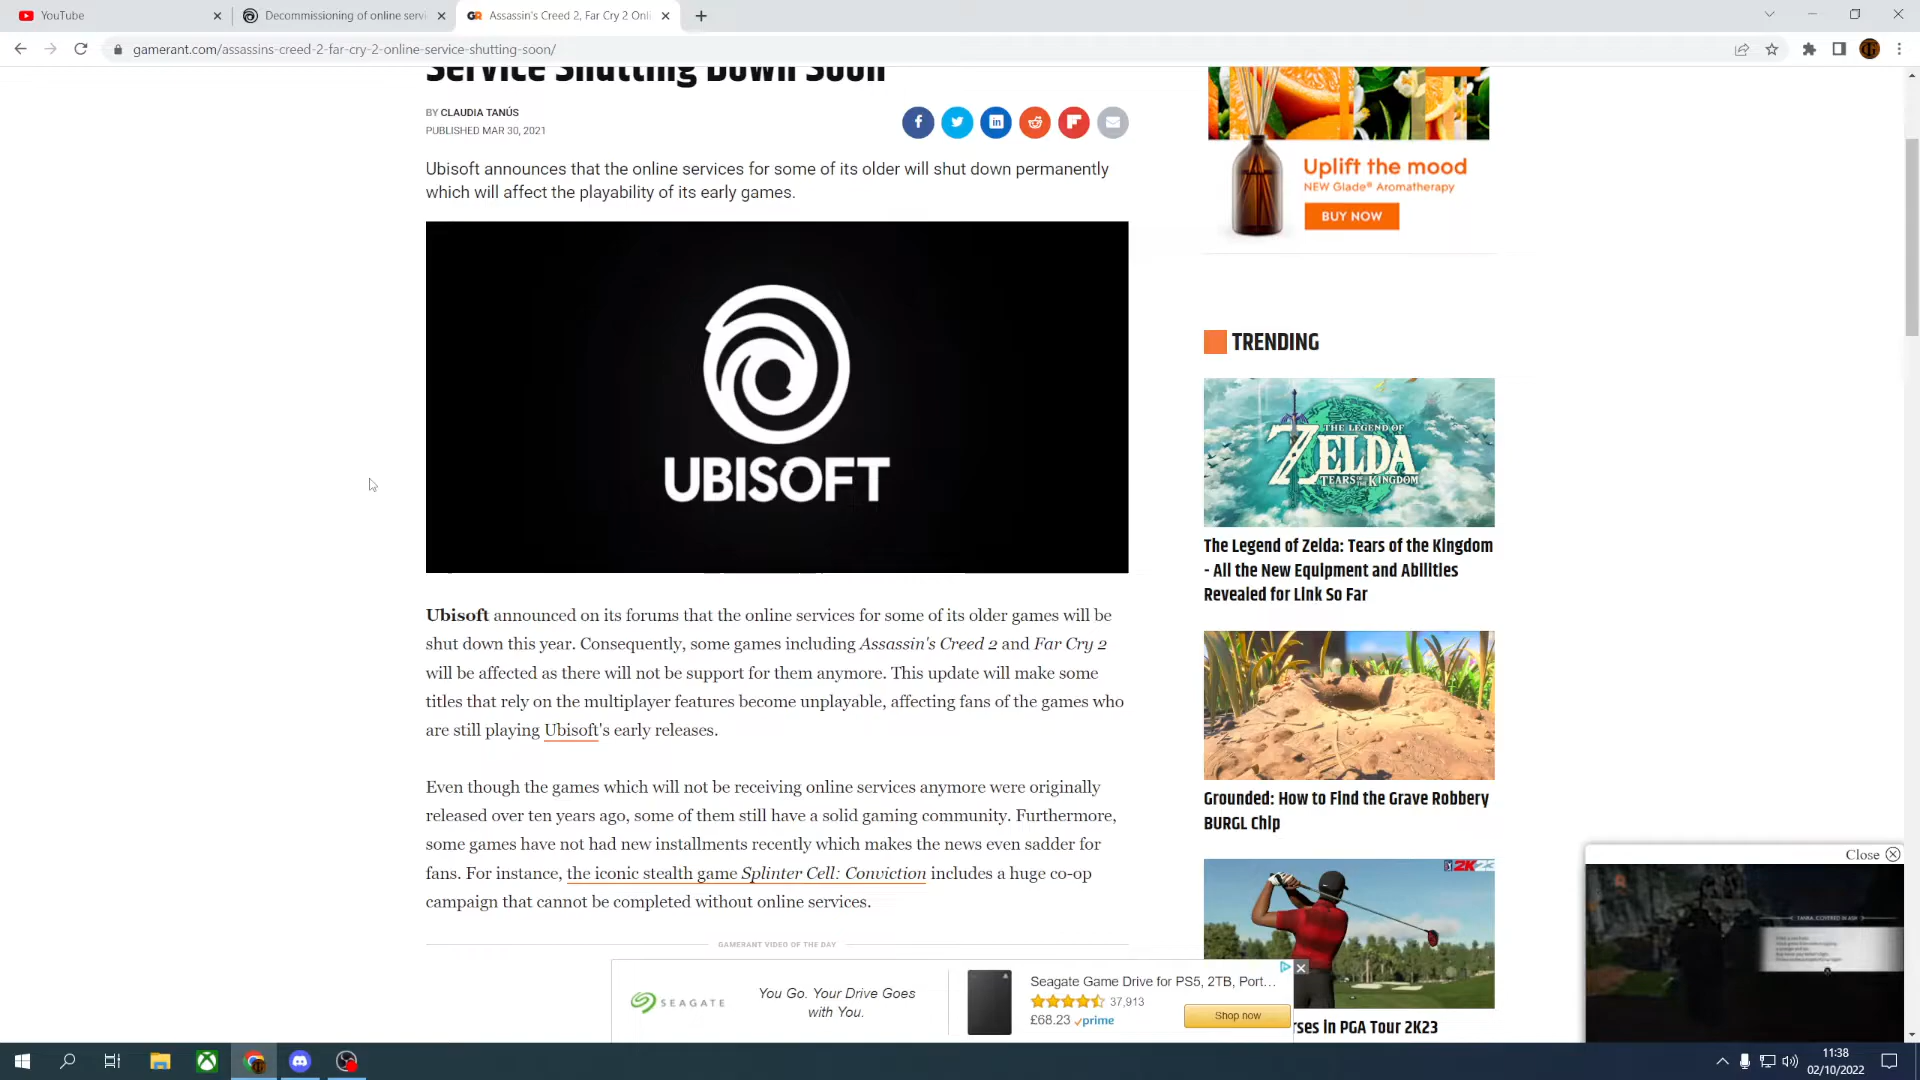 YouTube
Decommissioning of online servi
Assassin's Creed 2, Far Cry 2 Onli
gamerant.com/assassins-creed-2-far-cry-2-online-service-shutting-soon/
Service Shutting Down Soon
BY CLAUDIA TANÚS
PUBLISHED MAR 30, 2021
Ubisoft announces that the online services for some of its older will shut down permanently
which will affect the playability of its early games.
UBISOFT
Ubisoft announced on its forums that the online services for some of its older games will be
shut down this year. Consequently, some games including Assassin's Creed 2 and Far Cry 2
will be affected as there will not be support for them anymore. This update will make some
titles that rely on the multiplayer features become unplayable, affecting fans of the games who
are still playing Ubisoft's early releases.
Even though the games which will not be receiving online services anymore were originally
released over ten years ago, some of them still have a solid gaming community. Furthermore,
some games have not had new installments recently which makes the news even sadder for
fans. For instance, the iconic stealth game Splinter Cell: Conviction includes a huge co-op
campaign that cannot be completed without online services.
GAMERANT VIDEO OF THE DAY
Uplift the mood
NEW Glade® Aromatherapy
BUY NOW
TRENDING
THE LEGEND OF
ZELDA
TEARS OF THE KINGDOM
The Legend of Zelda: Tears of the Kingdom
- All the New Equipment and Abilities
Revealed for Link So Far
Grounded: How to Find the Grave Robbery
BURGL Chip
PGA TOUR 2K23
rses in PGA Tour 2K23
Close
SEAGATE
You Go. Your Drive Goes
with You.
Seagate Game Drive for PS5, 2TB, Port...
37,913
£68.23 prime
Shop now
11:38
02/10/2022